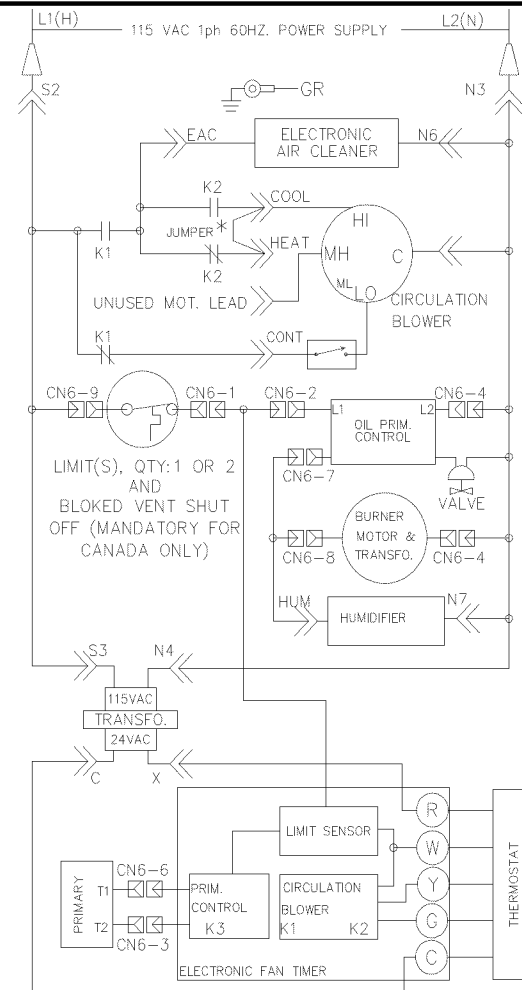 L1(H)
115 VAC 1ph 60HZ. POWER SUPPLY
L2(N)
S2
GR
N3
EAC
ELECTRONIC
AIR CLEANER
N6
K2
COOL
K1
JUMPER *
HEAT
K2
HI
MH
C
ML
LO
UNUSED MOT. LEAD
CIRCULATION
BLOWER
K1
CONT
CN6-9
CN6-1
CN6-2
L1
L2
CN6-4
OIL PRIM.
CONTROL
CN6-7
VALVE
LIMIT(S), QTY:1 OR 2
AND
BLOKED VENT SHUT
OFF (MANDATORY FOR
CANADA ONLY)
BURNER
MOTOR &
TRANSFO.
CN6-8
CN6-4
HUM
HUMIDIFIER
N7
S3
N4
115VAC
TRANSFO.
24VAC
C
X
R
LIMIT SENSOR
W
CN6-6
PRIMARY
T1
T2
CN6-3
PRIM.
CONTROL
K3
CIRCULATION
BLOWER
K1
K2
Y
G
C
THERMOSTAT
ELECTRONIC FAN TIMER